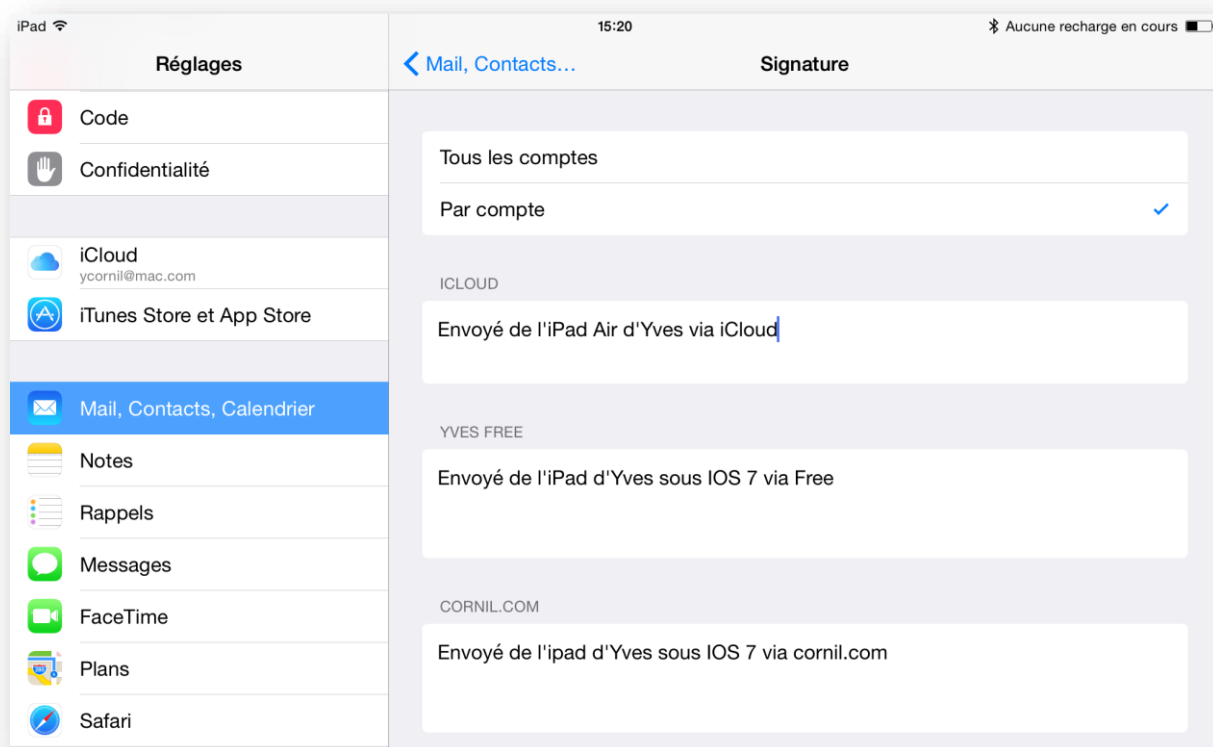 iPad 15:20 Aucune recharge en cours
Réglages
Code
Confidentialité
iCloud
ycornil@mac.com
iTunes Store et App Store
Mail, Contacts, Calendrier
Notes
Rappels
Messages
FaceTime
Plans
Safari
Mail, Contacts... Signature
Tous les comptes
Par compte
ICLOUD
Envoyé de l'iPad Air d'Yves via iCloud
YVES FREE
Envoyé de l'iPad d'Yves sous IOS 7 via Free
CORNIL.COM
Envoyé de l'ipad d'Yves sous IOS 7 via cornil.com